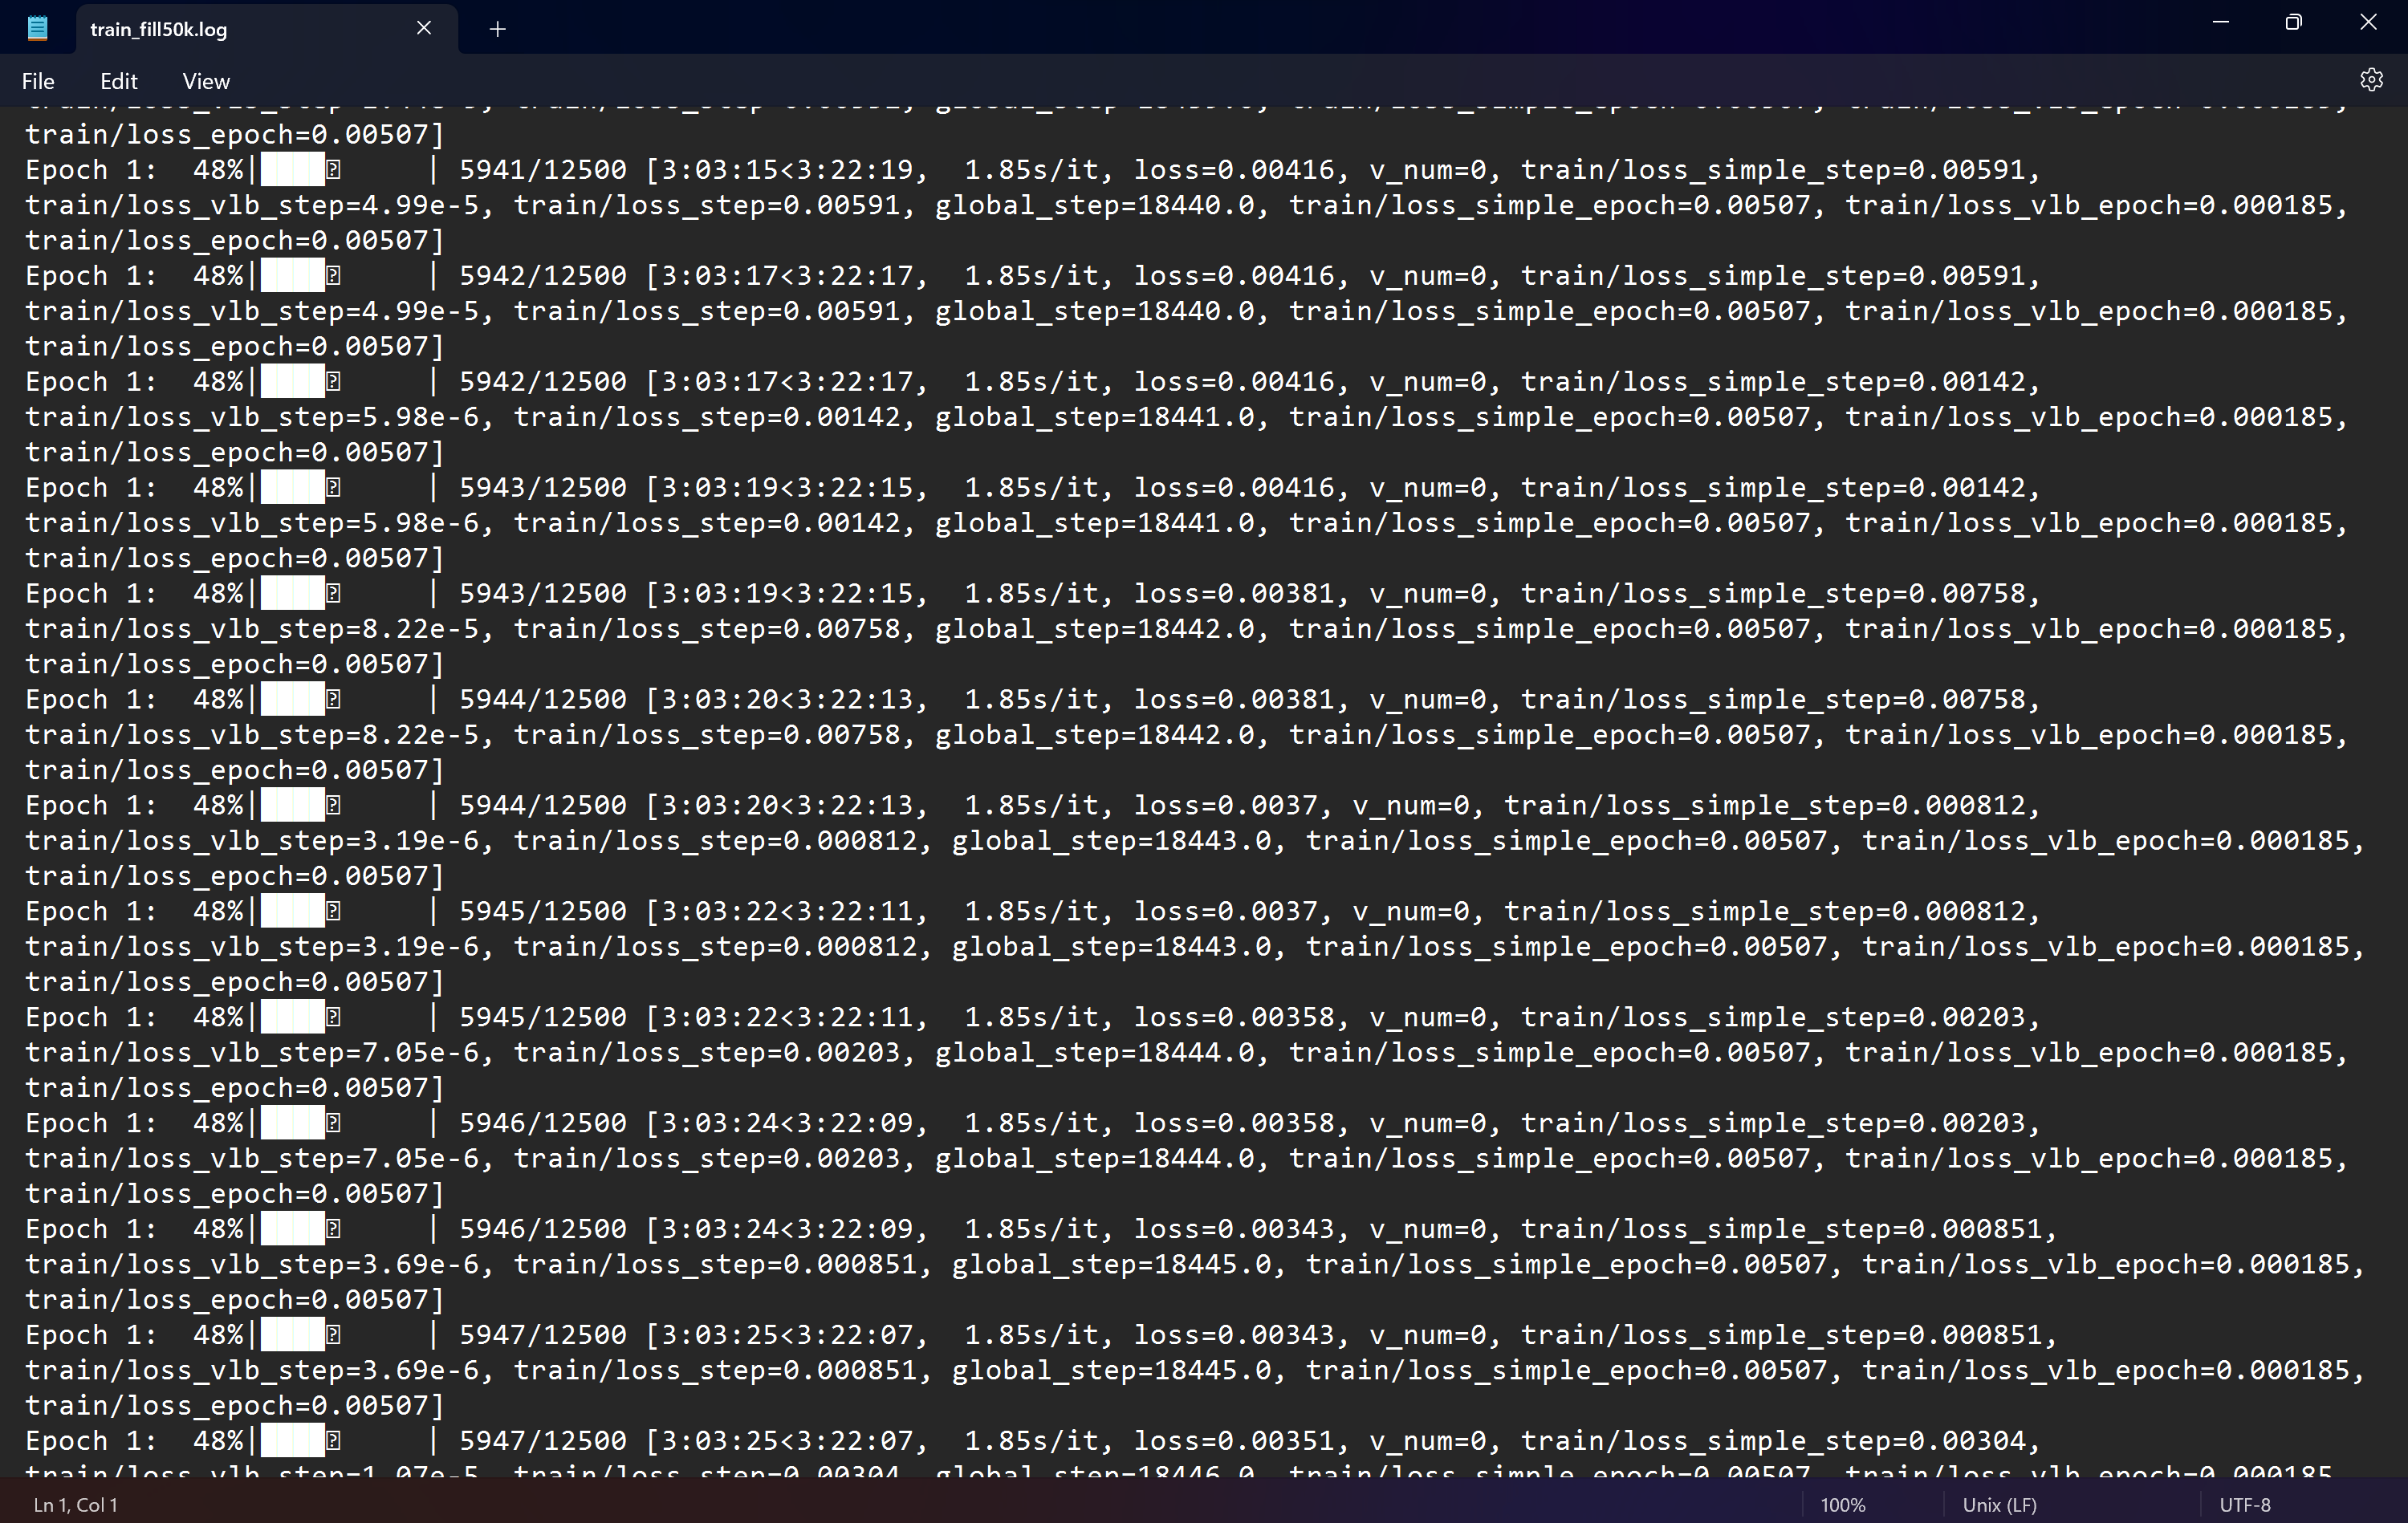 train_fill50k.log
File Edit View
train/loss_epoch=0.00507]
Epoch 1:  48%|████�     | 5941/12500 [3:03:15<3:22:19,  1.85s/it, loss=0.00416, v_num=0, train/loss_simple_step=0.00591,
train/loss_vlb_step=4.99e-5, train/loss_step=0.00591, global_step=18440.0, train/loss_simple_epoch=0.00507, train/loss_vlb_epoch=0.000185,
train/loss_epoch=0.00507]
Epoch 1:  48%|████�     | 5942/12500 [3:03:17<3:22:17,  1.85s/it, loss=0.00416, v_num=0, train/loss_simple_step=0.00591,
train/loss_vlb_step=4.99e-5, train/loss_step=0.00591, global_step=18440.0, train/loss_simple_epoch=0.00507, train/loss_vlb_epoch=0.000185,
train/loss_epoch=0.00507]
Epoch 1:  48%|████�     | 5942/12500 [3:03:17<3:22:17,  1.85s/it, loss=0.00416, v_num=0, train/loss_simple_step=0.00142,
train/loss_vlb_step=5.98e-6, train/loss_step=0.00142, global_step=18441.0, train/loss_simple_epoch=0.00507, train/loss_vlb_epoch=0.000185,
train/loss_epoch=0.00507]
Epoch 1:  48%|████�     | 5943/12500 [3:03:19<3:22:15,  1.85s/it, loss=0.00416, v_num=0, train/loss_simple_step=0.00142,
train/loss_vlb_step=5.98e-6, train/loss_step=0.00142, global_step=18441.0, train/loss_simple_epoch=0.00507, train/loss_vlb_epoch=0.000185,
train/loss_epoch=0.00507]
Epoch 1:  48%|████�     | 5943/12500 [3:03:19<3:22:15,  1.85s/it, loss=0.00381, v_num=0, train/loss_simple_step=0.00758,
train/loss_vlb_step=8.22e-5, train/loss_step=0.00758, global_step=18442.0, train/loss_simple_epoch=0.00507, train/loss_vlb_epoch=0.000185,
train/loss_epoch=0.00507]
Epoch 1:  48%|████�     | 5944/12500 [3:03:20<3:22:13,  1.85s/it, loss=0.00381, v_num=0, train/loss_simple_step=0.00758,
train/loss_vlb_step=8.22e-5, train/loss_step=0.00758, global_step=18442.0, train/loss_simple_epoch=0.00507, train/loss_vlb_epoch=0.000185,
train/loss_epoch=0.00507]
Epoch 1:  48%|████�     | 5944/12500 [3:03:20<3:22:13,  1.85s/it, loss=0.0037, v_num=0, train/loss_simple_step=0.000812,
train/loss_vlb_step=3.19e-6, train/loss_step=0.000812, global_step=18443.0, train/loss_simple_epoch=0.00507, train/loss_vlb_epoch=0.000185,
train/loss_epoch=0.00507]
Epoch 1:  48%|████�     | 5945/12500 [3:03:22<3:22:11,  1.85s/it, loss=0.0037, v_num=0, train/loss_simple_step=0.000812,
train/loss_vlb_step=3.19e-6, train/loss_step=0.000812, global_step=18443.0, train/loss_simple_epoch=0.00507, train/loss_vlb_epoch=0.000185,
train/loss_epoch=0.00507]
Epoch 1:  48%|████�     | 5945/12500 [3:03:22<3:22:11,  1.85s/it, loss=0.00358, v_num=0, train/loss_simple_step=0.00203,
train/loss_vlb_step=7.05e-6, train/loss_step=0.00203, global_step=18444.0, train/loss_simple_epoch=0.00507, train/loss_vlb_epoch=0.000185,
train/loss_epoch=0.00507]
Epoch 1:  48%|████�     | 5946/12500 [3:03:24<3:22:09,  1.85s/it, loss=0.00358, v_num=0, train/loss_simple_step=0.00203,
train/loss_vlb_step=7.05e-6, train/loss_step=0.00203, global_step=18444.0, train/loss_simple_epoch=0.00507, train/loss_vlb_epoch=0.000185,
train/loss_epoch=0.00507]
Epoch 1:  48%|████�     | 5946/12500 [3:03:24<3:22:09,  1.85s/it, loss=0.00343, v_num=0, train/loss_simple_step=0.000851,
train/loss_vlb_step=3.69e-6, train/loss_step=0.000851, global_step=18445.0, train/loss_simple_epoch=0.00507, train/loss_vlb_epoch=0.000185,
train/loss_epoch=0.00507]
Epoch 1:  48%|████�     | 5947/12500 [3:03:25<3:22:07,  1.85s/it, loss=0.00343, v_num=0, train/loss_simple_step=0.000851,
train/loss_vlb_step=3.69e-6, train/loss_step=0.000851, global_step=18445.0, train/loss_simple_epoch=0.00507, train/loss_vlb_epoch=0.000185,
train/loss_epoch=0.00507]
Epoch 1:  48%|████�     | 5947/12500 [3:03:25<3:22:07,  1.85s/it, loss=0.00351, v_num=0, train/loss_simple_step=0.00304,
train/loss_vlb_step=1.07e-5, train/loss_step=0.00304, global_step=18446.0, train/loss_simple_epoch=0.00507, train/loss_vlb_epoch=0.000185,
Ln 1, Col 1 100% Unix (LF) UTF-8